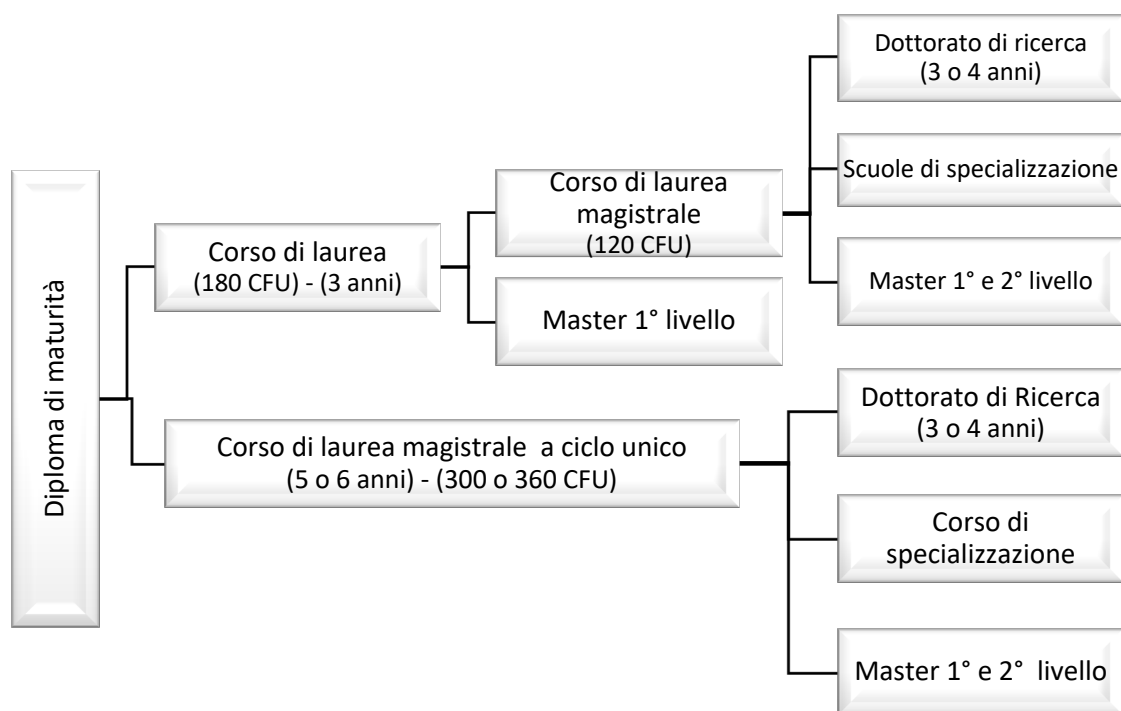 Diploma di maturità
Corso di laurea
(180 CFU) - (3 anni)
Corso di laurea
magistrale
(120 CFU)
Master 1° livello
Dottorato di ricerca
(3 o 4 anni)
Scuole di specializzazione
Master 1° e 2° livello
Corso di laurea magistrale a ciclo unico
(5 o 6 anni) - (300 o 360 CFU)
Dottorato di Ricerca
(3 o 4 anni)
Corso di
specializzazione
Master 1° e 2° livello